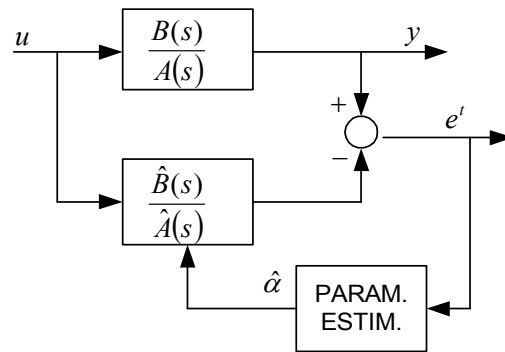 u
B(s)
A(s)
y
+
−
e^t
B̂(s)
Â(s)
α̂
PARAM.
ESTIM.